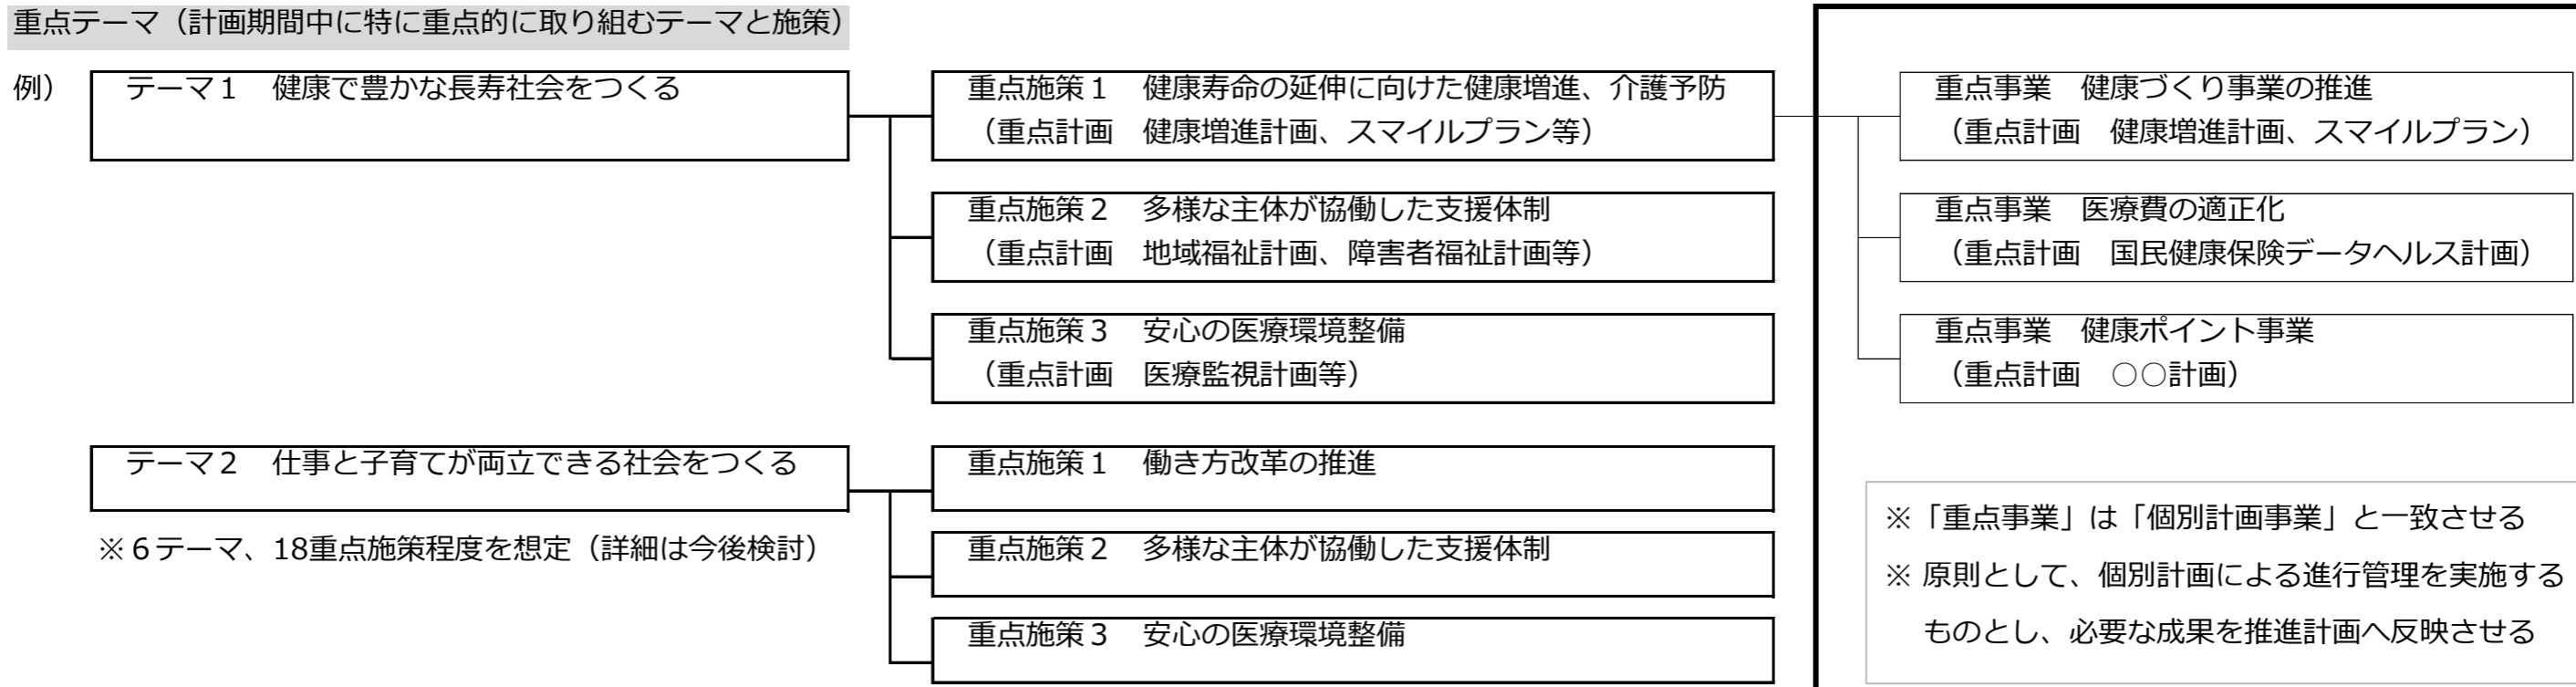 重点テーマ（計画期間中に特に重点的に取り組むテーマと施策）
例）
テーマ１　健康で豊かな長寿社会をつくる
重点施策１　健康寿命の延伸に向けた健康増進、介護予防
（重点計画　健康増進計画、スマイルプラン等）
重点事業　健康づくり事業の推進
（重点計画　健康増進計画、スマイルプラン）
重点施策２　多様な主体が協働した支援体制
（重点計画　地域福祉計画、障害者福祉計画等）
重点事業　医療費の適正化
（重点計画　国民健康保険データヘルス計画）
重点施策３　安心の医療環境整備
（重点計画　医療監視計画等）
重点事業　健康ポイント事業
（重点計画　○○計画）
テーマ２　仕事と子育てが両立できる社会をつくる
※６テーマ、18重点施策程度を想定（詳細は今後検討）
重点施策１　働き方改革の推進
重点施策２　多様な主体が協働した支援体制
重点施策３　安心の医療環境整備
※「重点事業」は「個別計画事業」と一致させる
※ 原則として、個別計画による進行管理を実施する
ものとし、必要な成果を推進計画へ反映させる